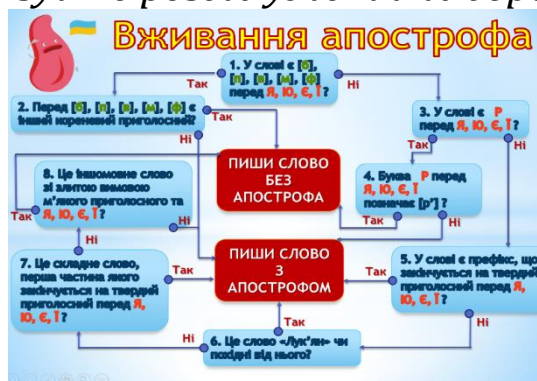 Вживання апострофа
1. У слові є [б],
[п], [в], [м], [ф]
перед Я, Ю, Є, Ї ?
Так
Ні
2. Перед [б], [п], [в], [м], [ф] є
інший кореневий приголосний?
Так
Ні
3. У слові є Р
перед Я, Ю, Є, Ї ?
Так
Ні
ПИШИ СЛОВО
БЕЗ
АПОСТРОФА
4. Буква Р перед
Я, Ю, Є, Ї
позначає [р’] ?
Так
Ні
8. Це іншомовне слово
зі злитою вимовою
м’якого приголосного та
Я, Ю, Є, Ї ?
Так
Ні
ПИШИ СЛОВО
З
АПОСТРОФОМ
7. Це складне слово,
перша частина якого
закінчується на твердий
приголосний перед Я,
Ю, Є, Ї ?
Так
Ні
5. У слові є префікс, що
закінчується на твердий
приголосний перед Я,
Ю, Є, Ї ?
Так
Ні
6. Це слово «Лук’ян» чи
похідні від нього?
Так
Ні